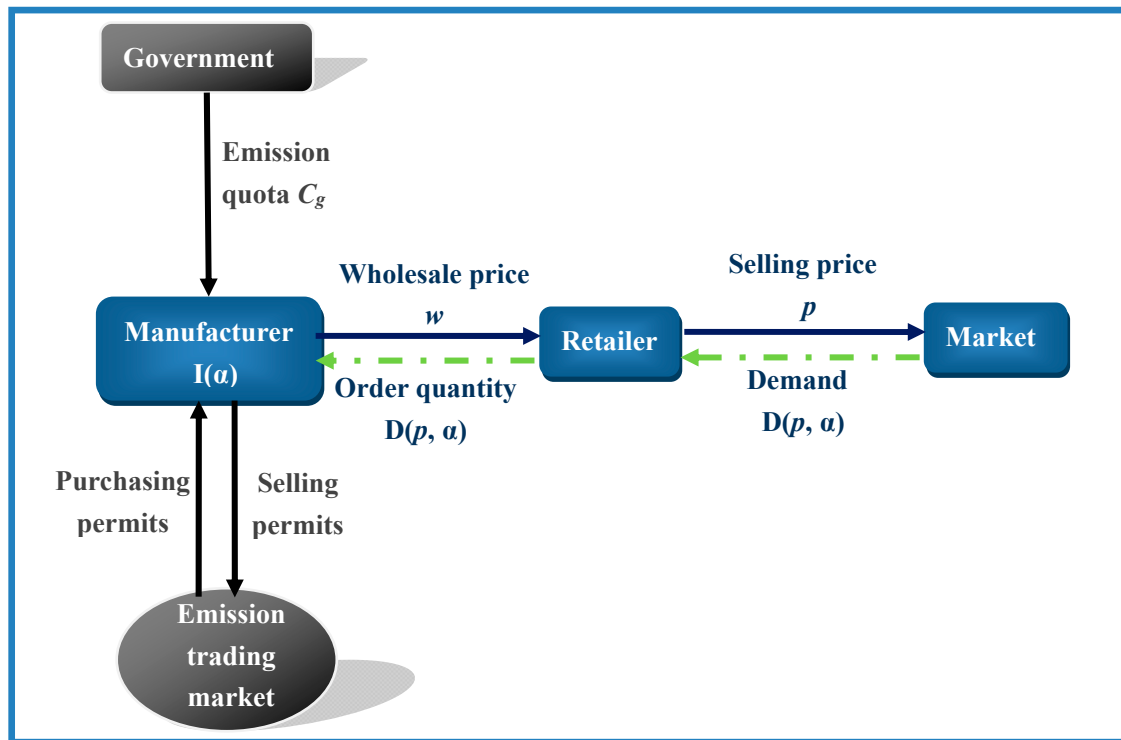 Government
Emission
quota C_g
Wholesale price
w
Selling price
p
Manufacturer
I(α)
Retailer
Market
Order quantity
D(p, α)
Demand
D(p, α)
Purchasing
permits
Selling
permits
Emission
trading
market